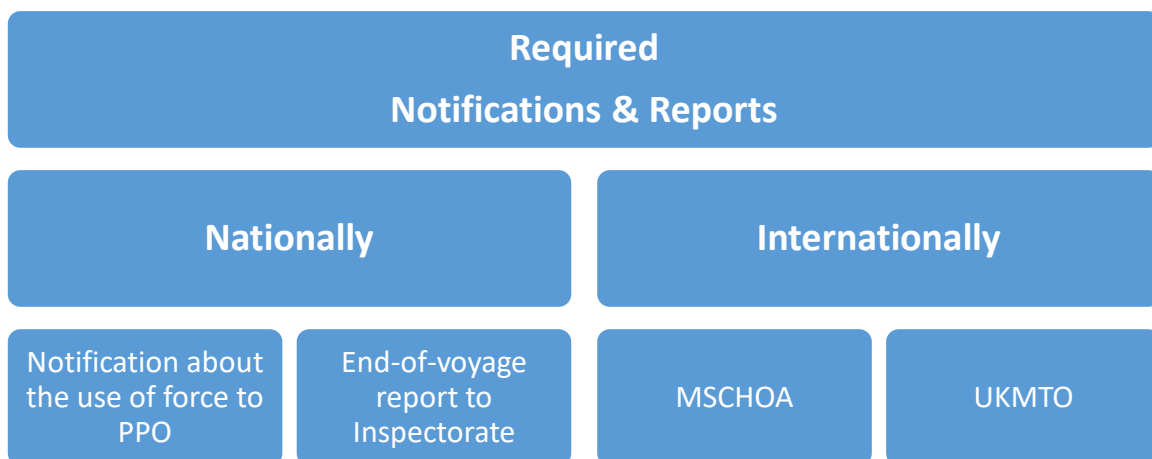 Required
Notifications & Reports
Nationally
Internationally
Notification about
the use of force to
PPO
End-of-voyage
report to
Inspectorate
MSCHOA
UKMTO